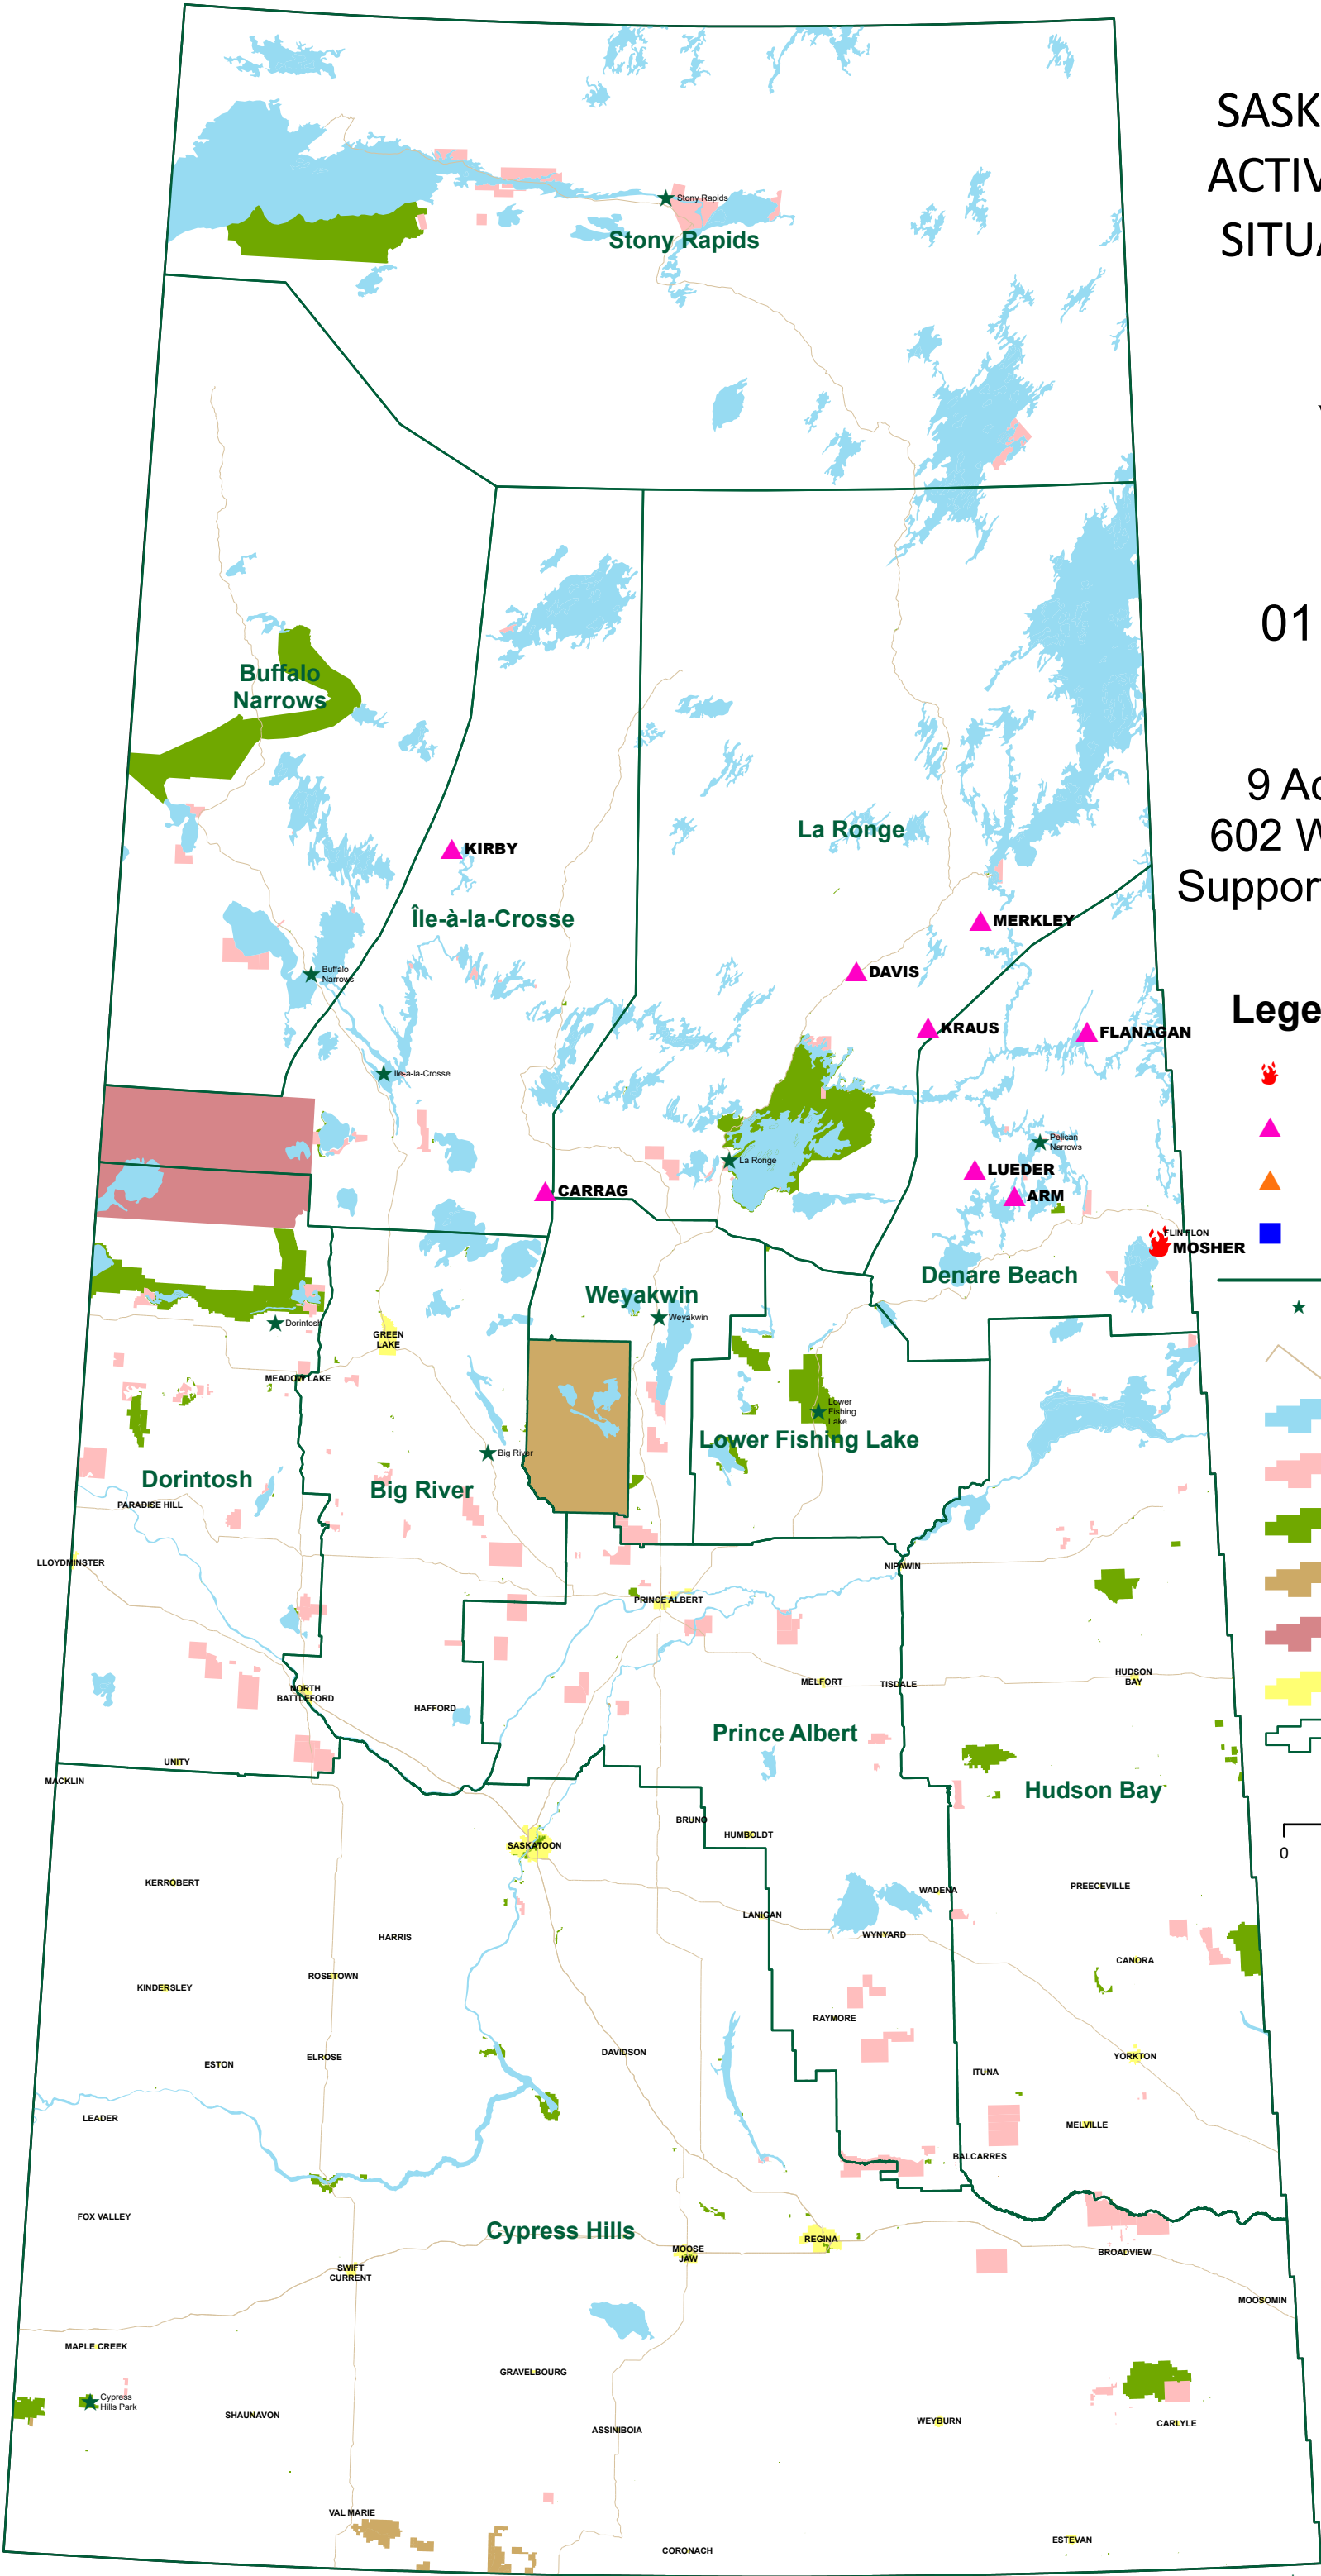 SASK
ACTIV
SITUA
Stony Rapids
Stony Rapids
01
Buffalo
Narrows
9 Ac
602 W
Support
La Ronge
KIRBY
Île-à-la-Crosse
MERKLEY
Buffalo
Narrows
DAVIS
Lege
KRAUS
FLANAGAN
Ile-a-la-Crosse
Pelican
Narrows
La Ronge
LUEDER
CARRAG
ARM
FLIN FLON
MOSHER
Denare Beach
Weyakwin
Weyakwin
Dorintosh
GREEN
LAKE
MEADOW LAKE
Lower
Fishing
Lake
Lower Fishing Lake
Big River
Dorintosh
Big River
PARADISE HILL
LLOYDMINSTER
NIPAWIN
PRINCE ALBERT
HUDSON
BAY
MELFORT
TISDALE
NORTH
BATTLEFORD
HAFFORD
Prince Albert
UNITY
MACKLIN
Hudson Bay
BRUNO
HUMBOLDT
SASKATOON
0
KERROBERT
WADENA
PREECEVILLE
LANIGAN
WYNYARD
HARRIS
CANORA
ROSETOWN
KINDERSLEY
RAYMORE
DAVIDSON
YORKTON
ELROSE
ESTON
ITUNA
LEADER
MELVILLE
BALCARRES
FOX VALLEY
Cypress Hills
REGINA
MOOSE
JAW
BROADVIEW
SWIFT
CURRENT
MOOSOMIN
MAPLE CREEK
GRAVELBOURG
Cypress
Hills Park
SHAUNAVON
WEYBURN
CARLYLE
ASSINIBOIA
VAL MARIE
ESTEVAN
CORONACH